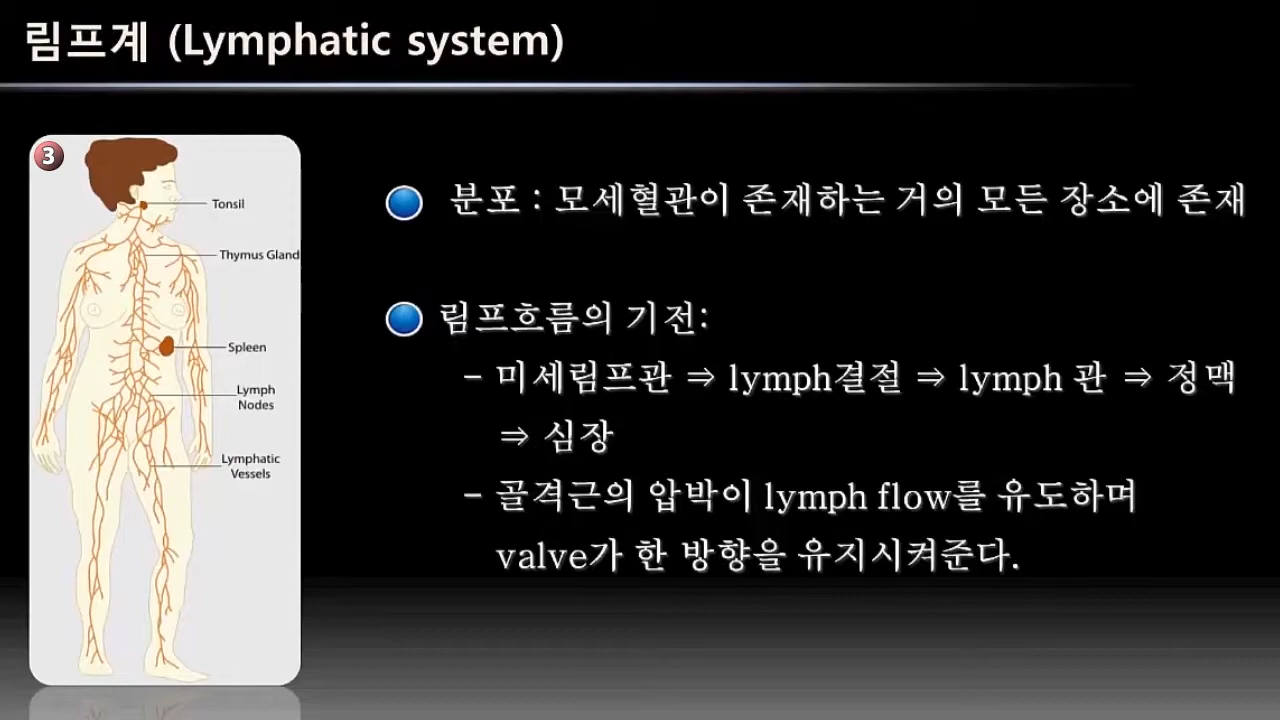 림프계 (Lymphatic system)
3
Tonsil
Thymus Gland
Spleen
Lymph
Nodes
Lymphatic
Vessels
분포 : 모세혈관이 존재하는 거의 모든 장소에 존재
림프흐름의 기전:
- 미세림프관 ⇒ lymph결절 ⇒ lymph 관 ⇒ 정맥
⇒ 심장
- 골격근의 압박이 lymph flow를 유도하며
valve가 한 방향을 유지시켜준다.